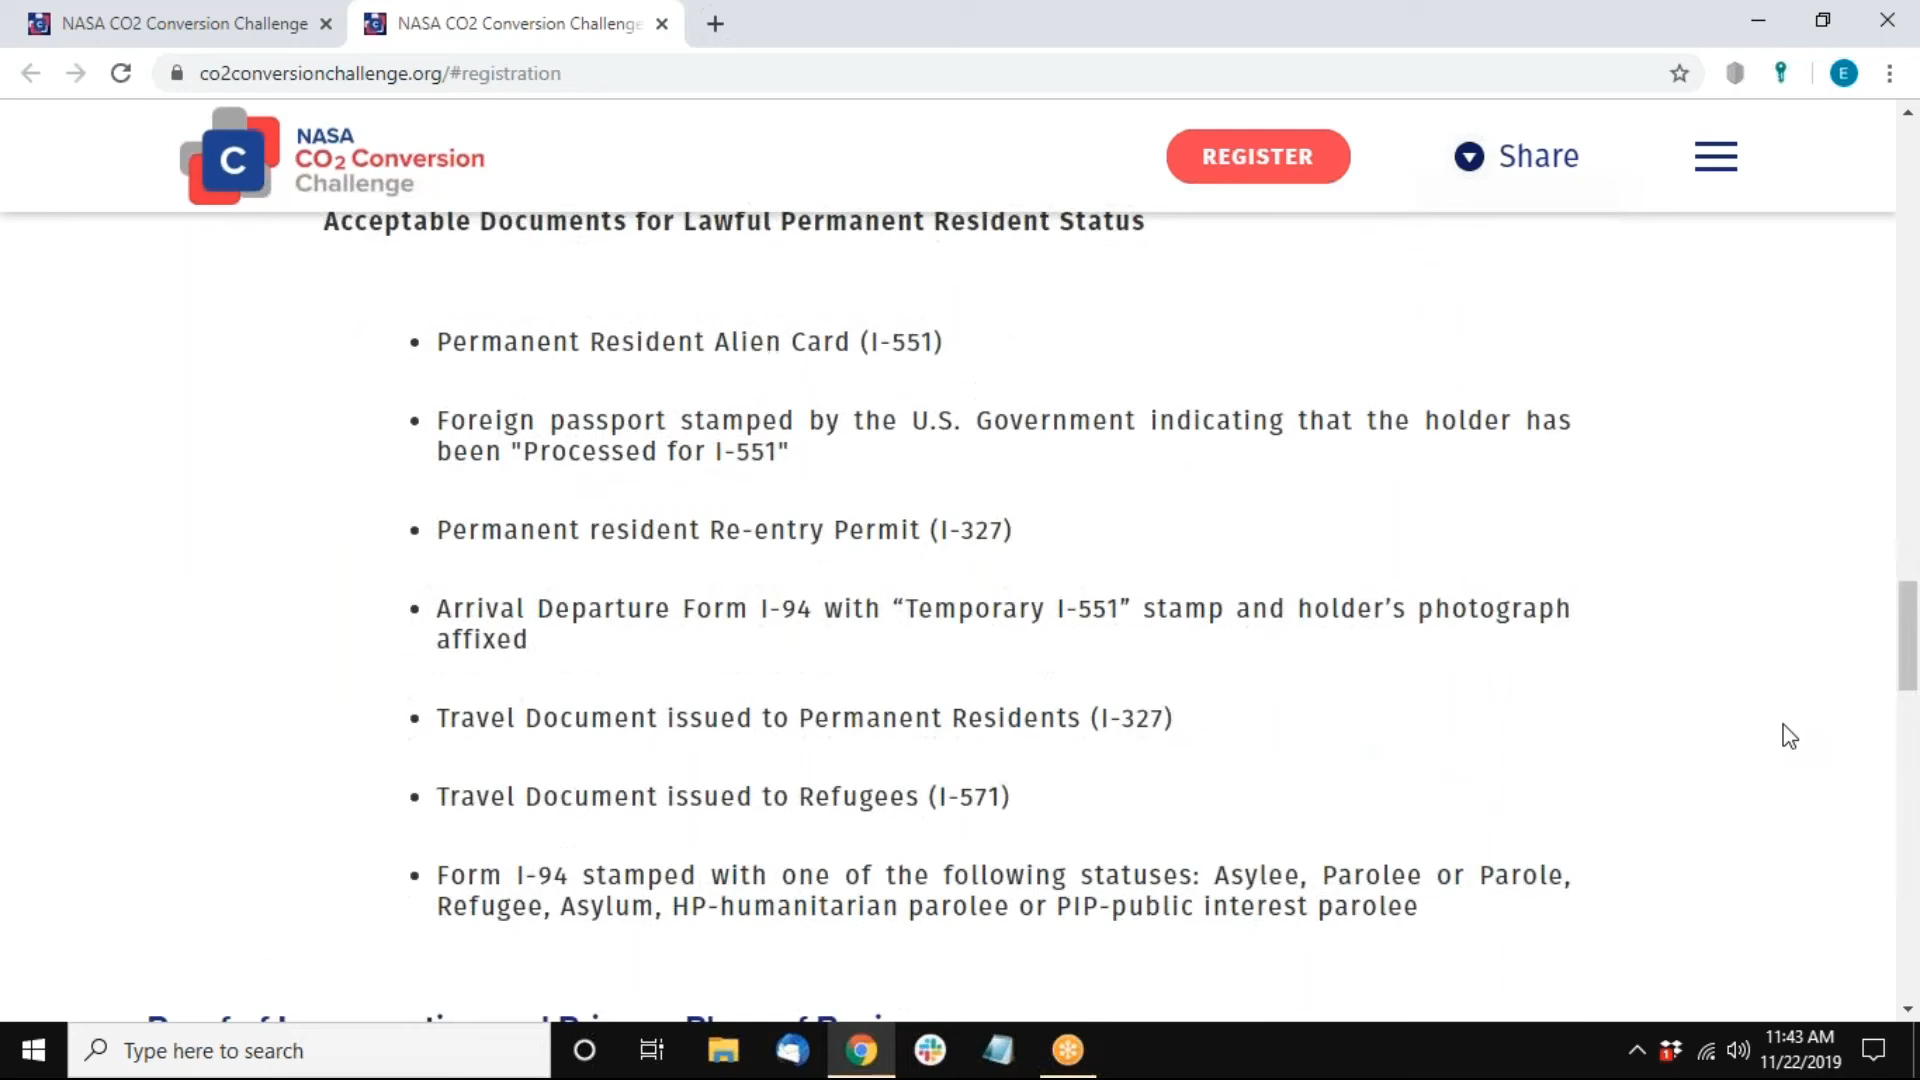 NASA CO2 Conversion Challenge
NASA CO2 Conversion Challenge
co2conversionchallenge.org/#registration
E
C
NASA
CO2 Conversion
Challenge
REGISTER
Share
Acceptable Documents for Lawful Permanent Resident Status
• Permanent Resident Alien Card (I-551)
• Foreign passport stamped by the U.S. Government indicating that the holder has
been "Processed for I-551"
• Permanent resident Re-entry Permit (I-327)
• Arrival Departure Form I-94 with “Temporary I-551” stamp and holder’s photograph
affixed
• Travel Document issued to Permanent Residents (I-327)
• Travel Document issued to Refugees (I-571)
• Form I-94 stamped with one of the following statuses: Asylee, Parolee or Parole,
Refugee, Asylum, HP-humanitarian parolee or PIP-public interest parolee
Type here to search
11:43 AM
11/22/2019